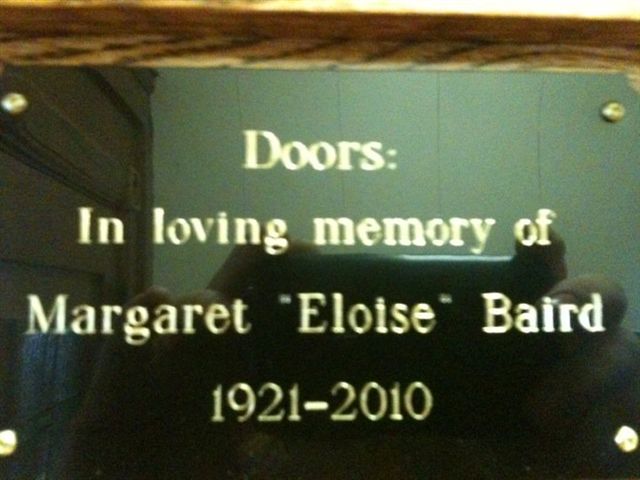 Doors:
In loving memory of
Margaret "Eloise" Baird
1921-2010